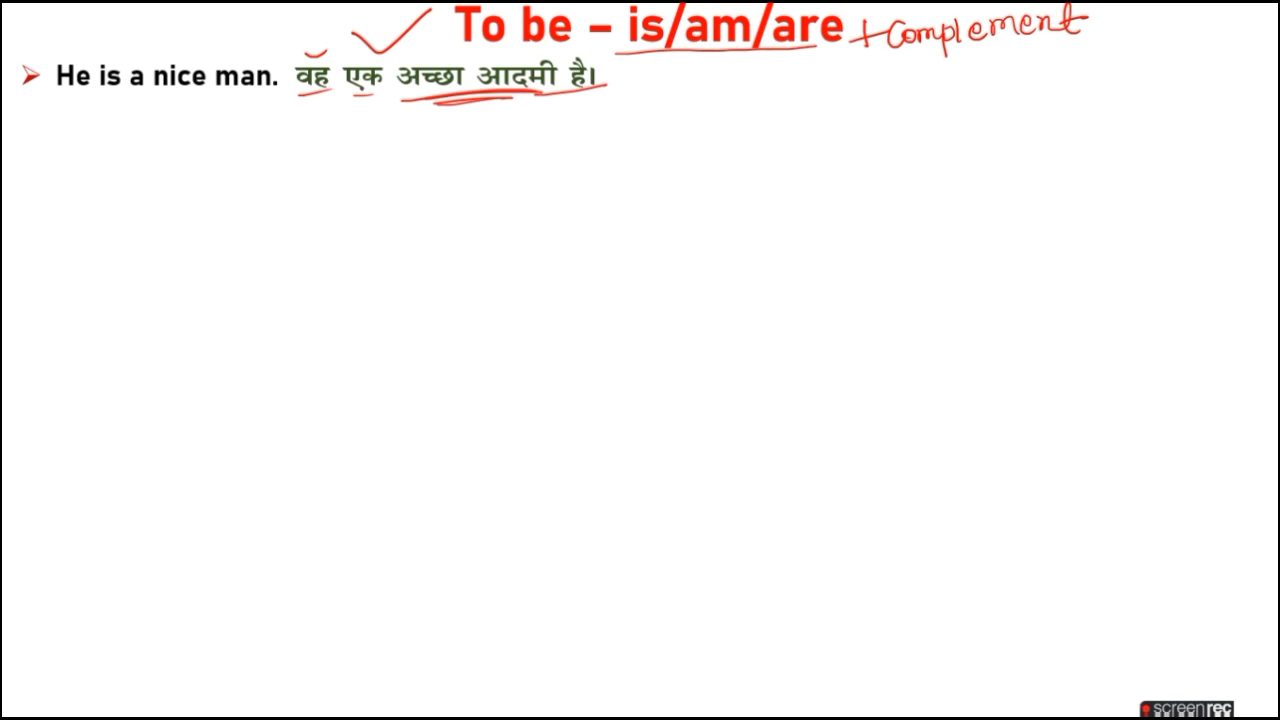 To be – is/am/are + complement
➢ He is a nice man. वह एक अच्छा आदमी है।
screenrec